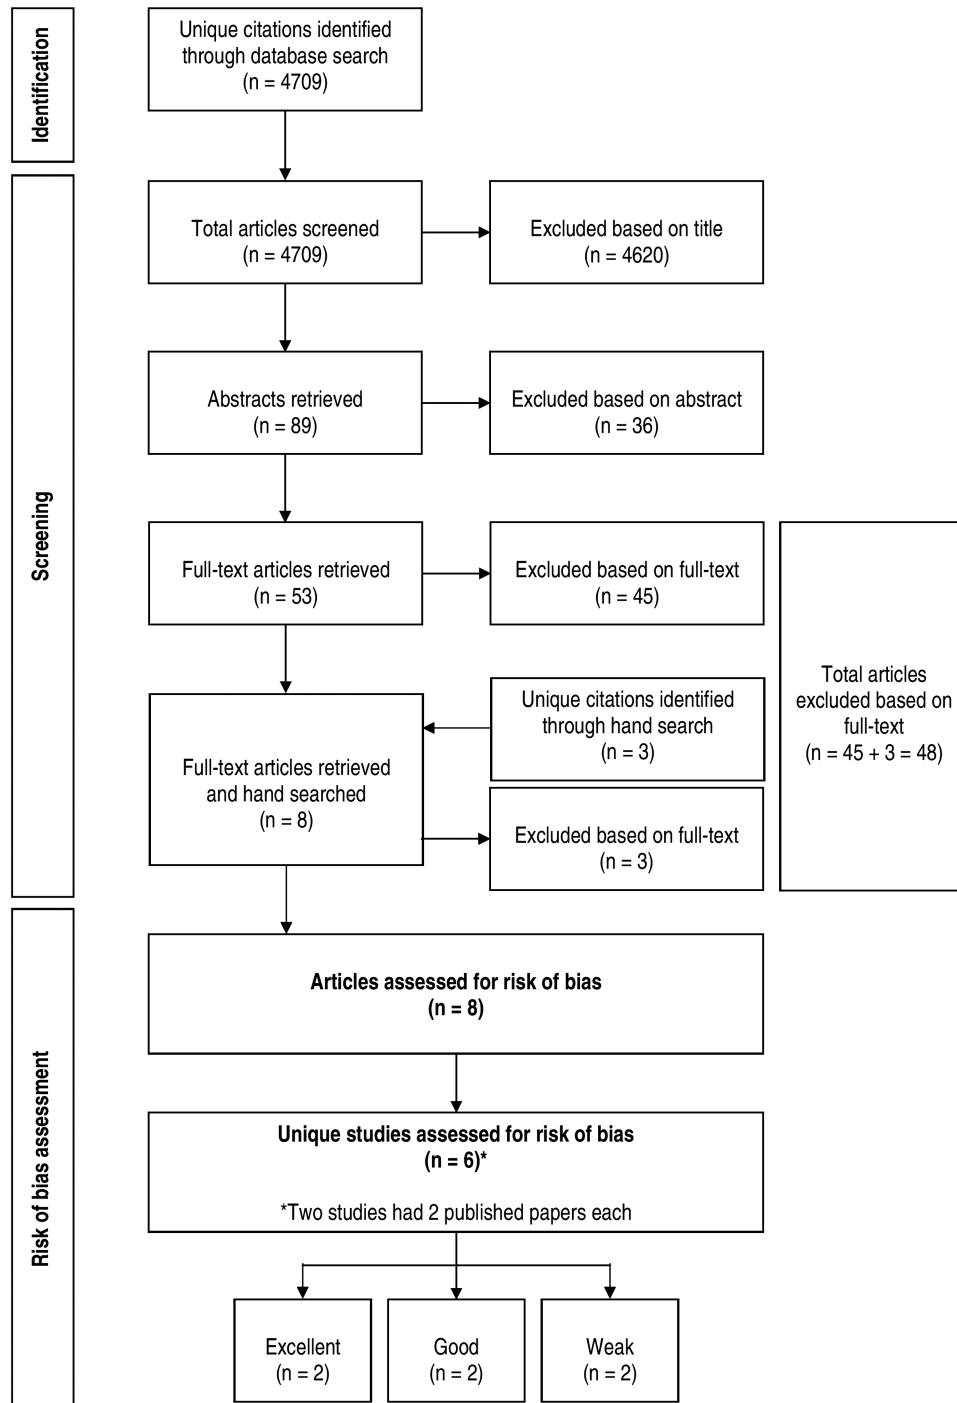 Identification
Unique citations identified
through database search
(n = 4709)
Screening
Total articles screened
(n = 4709)
Excluded based on title
(n = 4620)
Abstracts retrieved
(n = 89)
Excluded based on abstract
(n = 36)
Full-text articles retrieved
(n = 53)
Excluded based on full-text
(n = 45)
Full-text articles retrieved
and hand searched
(n = 8)
Unique citations identified
through hand search
(n = 3)
Excluded based on full-text
(n = 3)
Total articles
excluded based on
full-text
(n = 45 + 3 = 48)
Risk of bias assessment
Articles assessed for risk of bias
(n = 8)
Unique studies assessed for risk of bias
(n = 6)*
*Two studies had 2 published papers each
Excellent
(n = 2)
Good
(n = 2)
Weak
(n = 2)